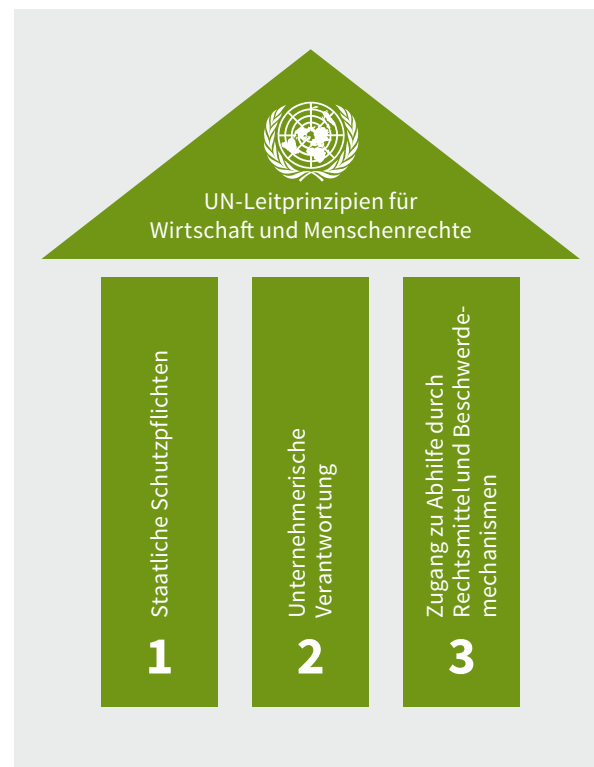 UN-Leitprinzipien für
Wirtschaft und Menschenrechte
Staatliche Schutzpflichten
1
Unternehmerische
Verantwortung
2
Zugang zu Abhilfe durch
Rechtsmittel und Beschwerde-
mechanismen
3